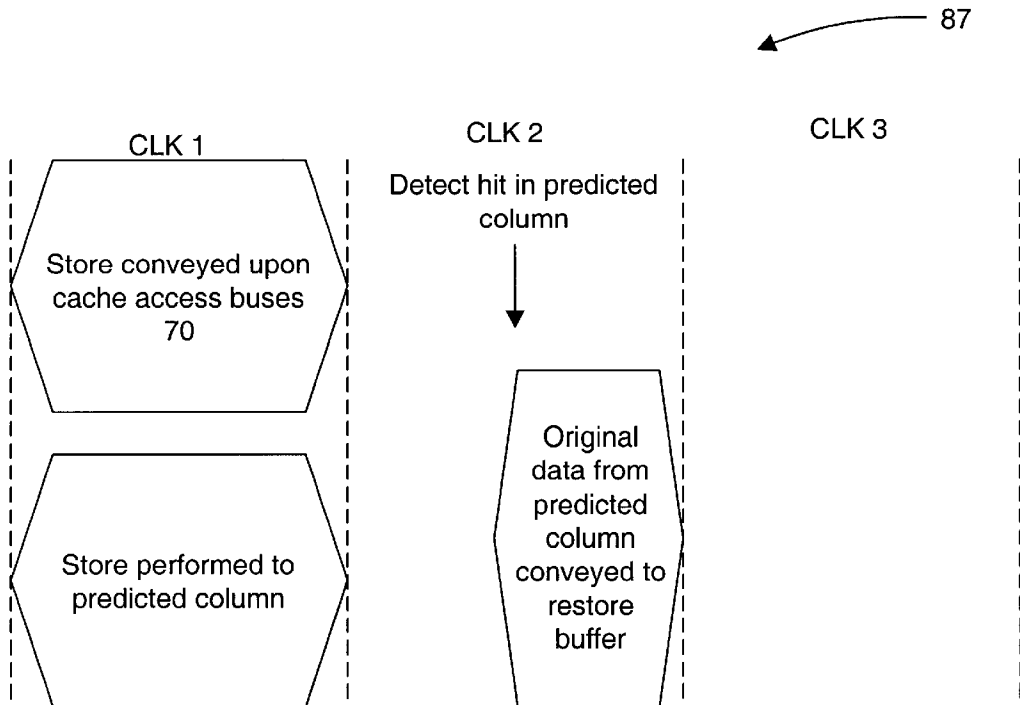 87
CLK 1
CLK 2
CLK 3
Detect hit in predicted
column
Store conveyed upon
cache access buses
70
Original
data from
predicted
column
conveyed to
restore
buffer
Store performed to
predicted column